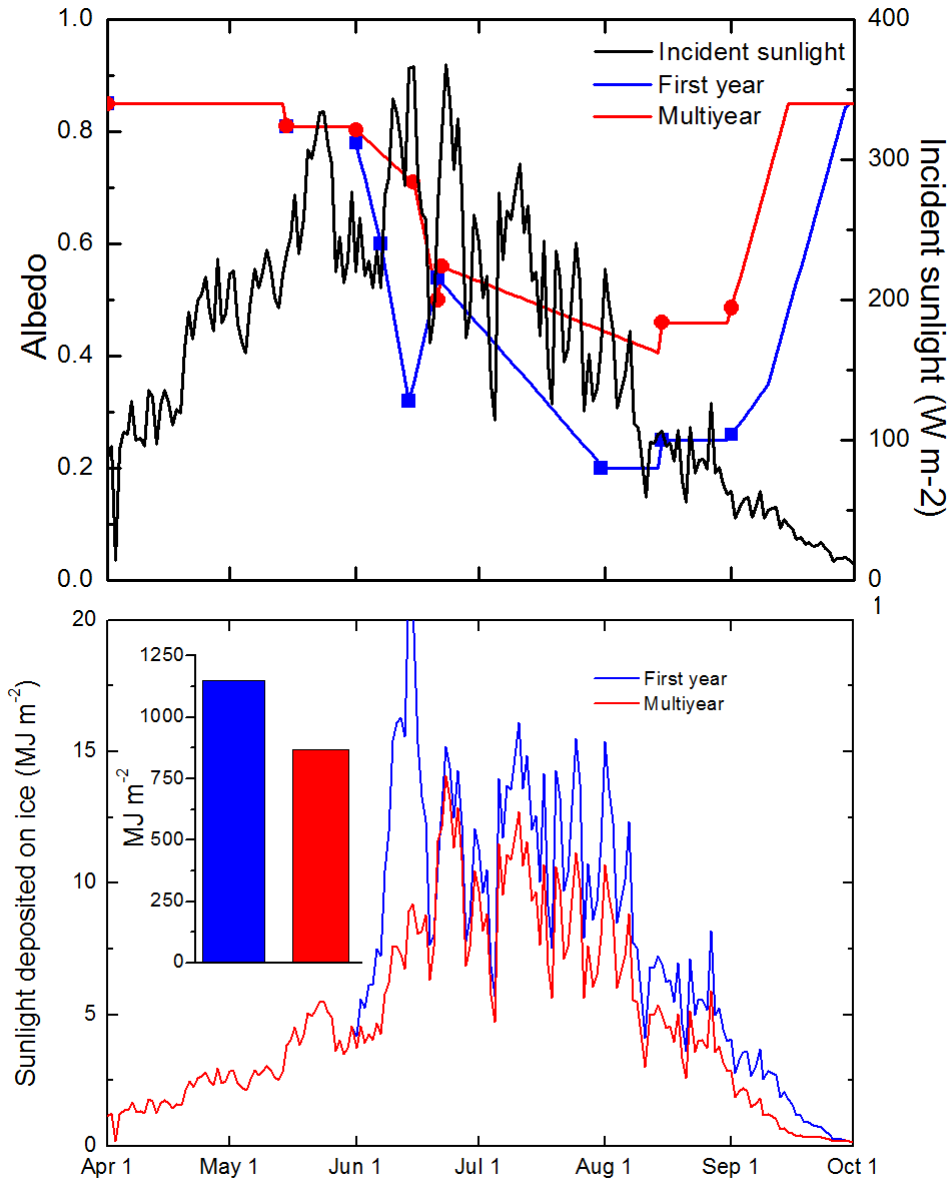 1.0
0.8
0.6
0.4
0.2
0.0
Albedo
400
300
200
100
0
Incident sunlight (W m-2)
Incident sunlight
First year
Multiyear
1
20
15
10
5
0
Sunlight deposited on ice (MJ m-2)
1250
1000
750
500
250
0
MJ m-2
First year
Multiyear
Apr 1
May 1
Jun 1
Jul 1
Aug 1
Sep 1
Oct 1